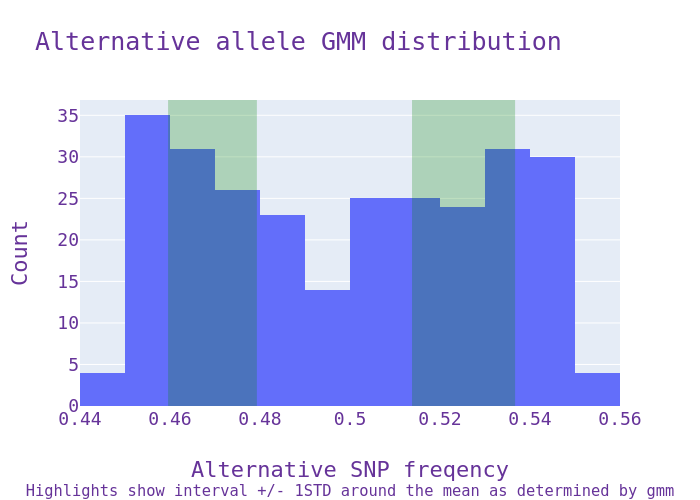 Alternative allele GMM distribution
Count
35
30
25
20
15
10
5
0
0.44 0.46 0.48 0.5 0.52 0.54 0.56
Alternative SNP freqency
Highlights show interval +/- 1STD around the mean as determined by gmm